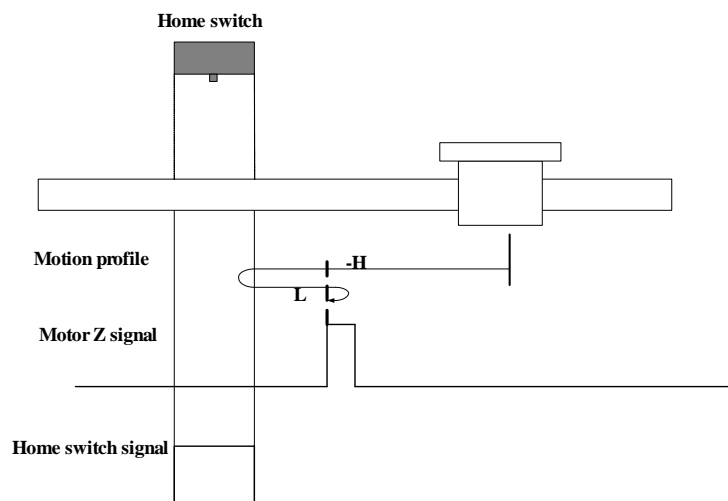 Home switch
Motion profile
-H
L
Motor Z signal
Home switch signal